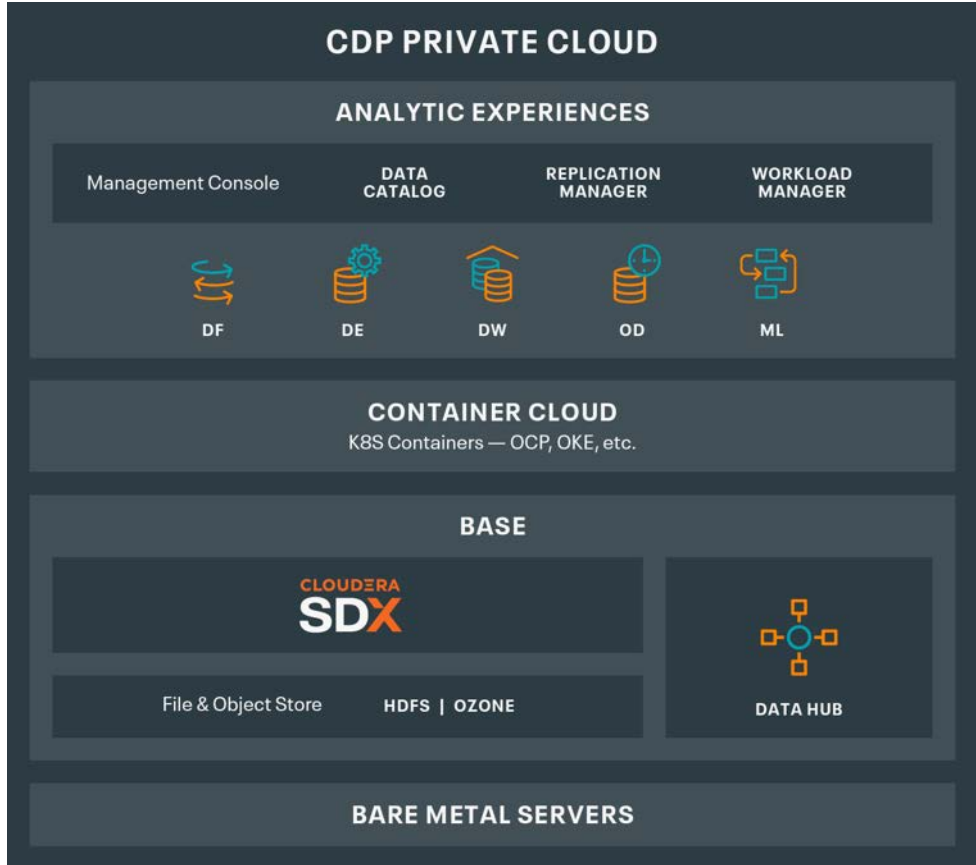 CDP PRIVATE CLOUD
ANALYTIC EXPERIENCES
Management Console
DATA
CATALOG
REPLICATION
MANAGER
WORKLOAD
MANAGER
DF
DE
DW
OD
ML
CONTAINER CLOUD
K8S Containers — OCP, OKE, etc.
BASE
CLOUDERA
SDX
File & Object Store
HDFS | OZONE
DATA HUB
BARE METAL SERVERS